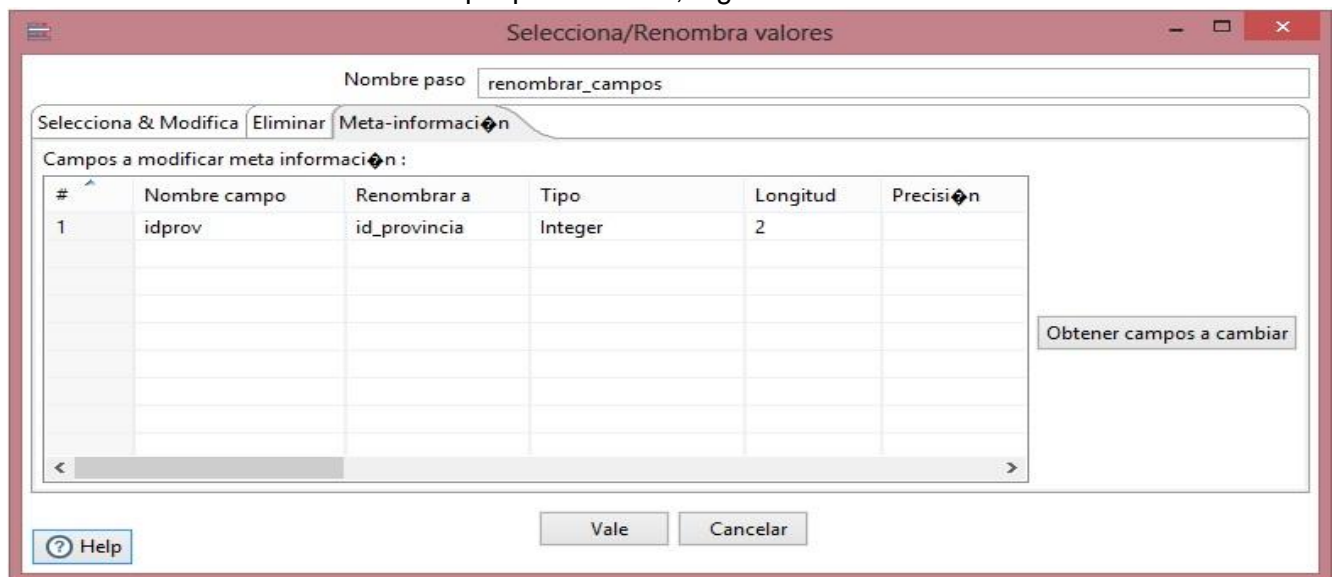 Selecciona/Renombra valores
Nombre paso renombrar_campos
Selecciona & Modifica Eliminar Meta-informaci�n
Campos a modificar meta informaci�n :
# Nombre campo Renombrar a Tipo Longitud Precisi�n
1 idprov id_provincia Integer 2
Obtener campos a cambiar
Vale Cancelar
Help